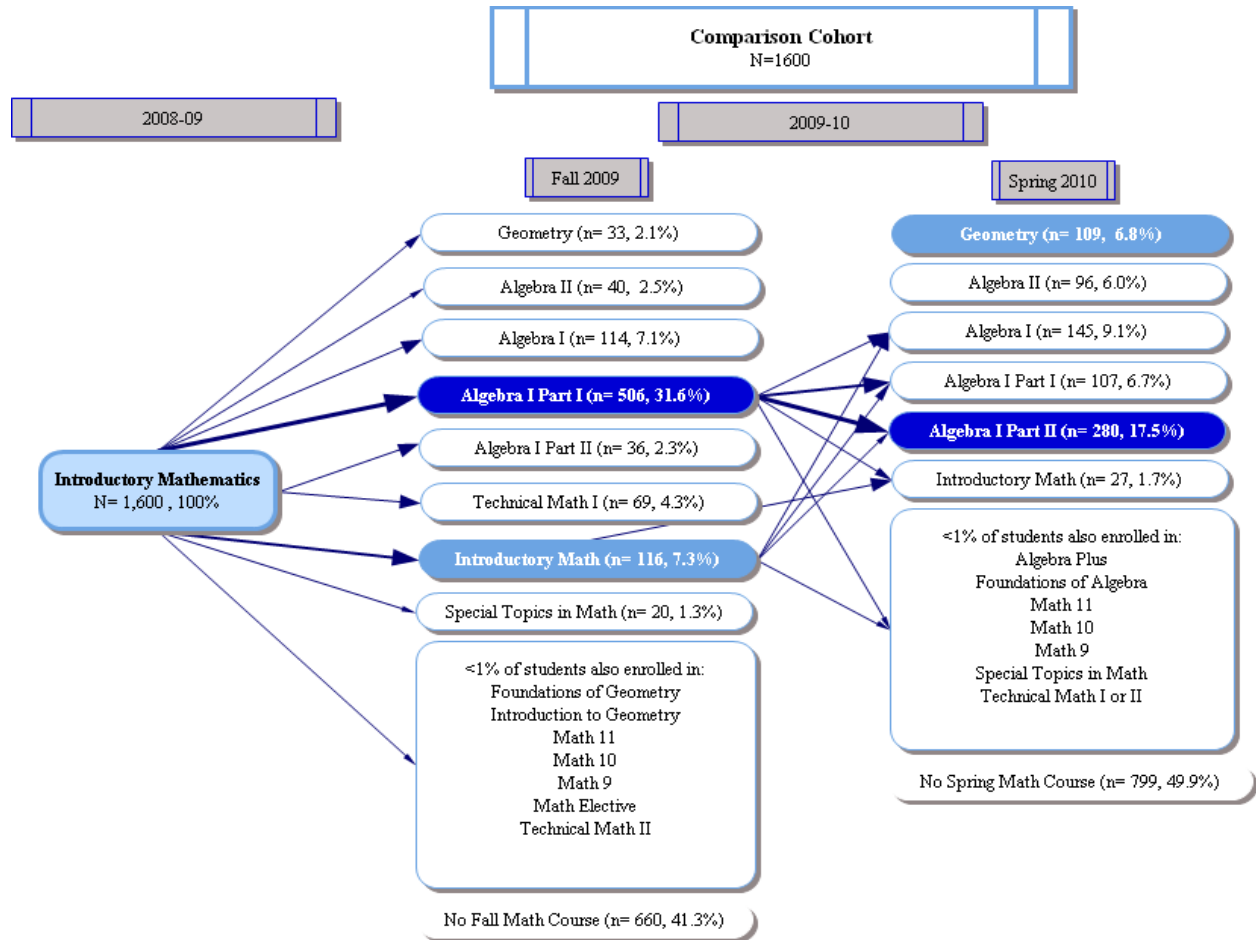 Comparison Cohort
N=1600
2008-09
2009-10
Fall 2009
Spring 2010
Introductory Mathematics
N= 1,600 , 100%
Geometry (n= 33, 2.1%)
Algebra II (n= 40,  2.5%)
Algebra I (n= 114, 7.1%)
Algebra I Part I (n= 506, 31.6%)
Algebra I Part II (n= 36, 2.3%)
Technical Math I (n= 69, 4.3%)
Introductory Math (n= 116, 7.3%)
Special Topics in Math (n= 20, 1.3%)
<1% of students also enrolled in:
Foundations of Geometry
Introduction to Geometry
Math 11
Math 10
Math 9
Math Elective
Technical Math II
No Fall Math Course (n= 660, 41.3%)
Geometry (n= 109,  6.8%)
Algebra II (n= 96, 6.0%)
Algebra I (n= 145, 9.1%)
Algebra I Part I (n= 107, 6.7%)
Algebra I Part II (n= 280, 17.5%)
Introductory Math (n= 27, 1.7%)
<1% of students also enrolled in:
Algebra Plus
Foundations of Algebra
Math 11
Math 10
Math 9
Special Topics in Math
Technical Math I or II
No Spring Math Course (n= 799, 49.9%)